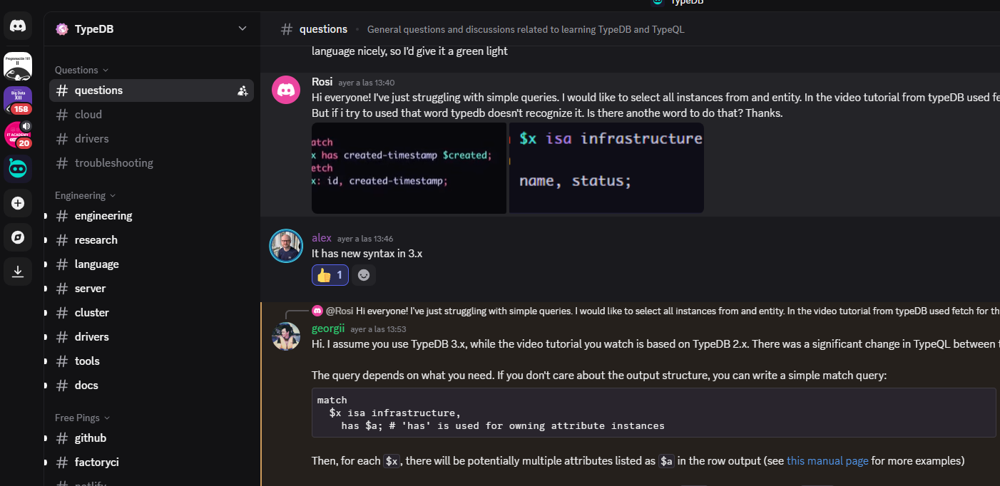 TypeDB
TypeDB
Questions
questions
cloud
drivers
troubleshooting
Engineering
engineering
research
language
server
cluster
drivers
tools
docs
Free Pings
github
factoryci
Programación 101
II
Big Data
XIII
158
IT ACADEMY
20
# questions • General questions and discussions related to learning TypeDB and TypeQL
language nicely, so I'd give it a green light
Rosi ayer a las 13:40
Hi everyone! I've just struggling with simple queries. I would like to select all instances from and entity. In the video tutorial from typeDB used fe
But if i try to used that word typedb doesn't recognize it. Is there anothe word to do that? Thanks.
atch
x has created-timestamp $created;
etch
x: id, created-timestamp;
$x isa infrastructure
name, status;
alex ayer a las 13:46
It has new syntax in 3.x
👍 1
@Rosi Hi everyone! I've just struggling with simple queries. I would like to select all instances from and entity. In the video tutorial from typeDB used fetch for th
georgii ayer a las 13:53
Hi. I assume you use TypeDB 3.x, while the video tutorial you watch is based on TypeDB 2.x. There was a significant change in TypeQL between t
The query depends on what you need. If you don't care about the output structure, you can write a simple match query:
match
$x isa infrastructure,
has $a; # 'has' is used for owning attribute instances
Then, for each $x, there will be potentially multiple attributes listed as $a in the row output (see this manual page for more examples)